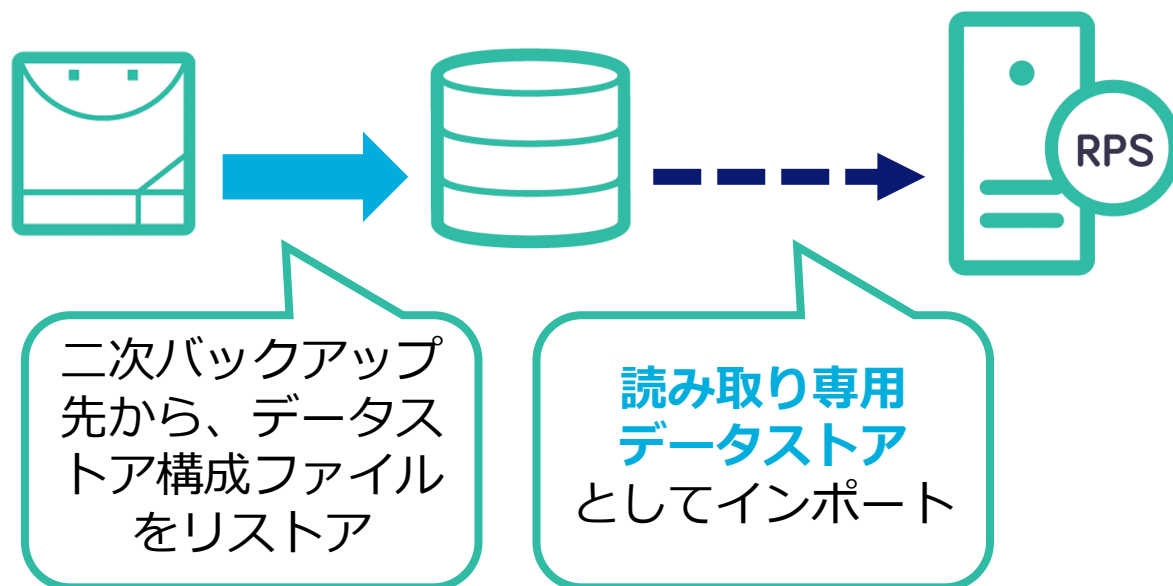 RPS
二次バックアップ
先から、データス
トア構成ファイル
をリストア
読み取り専用
データストア
としてインポート